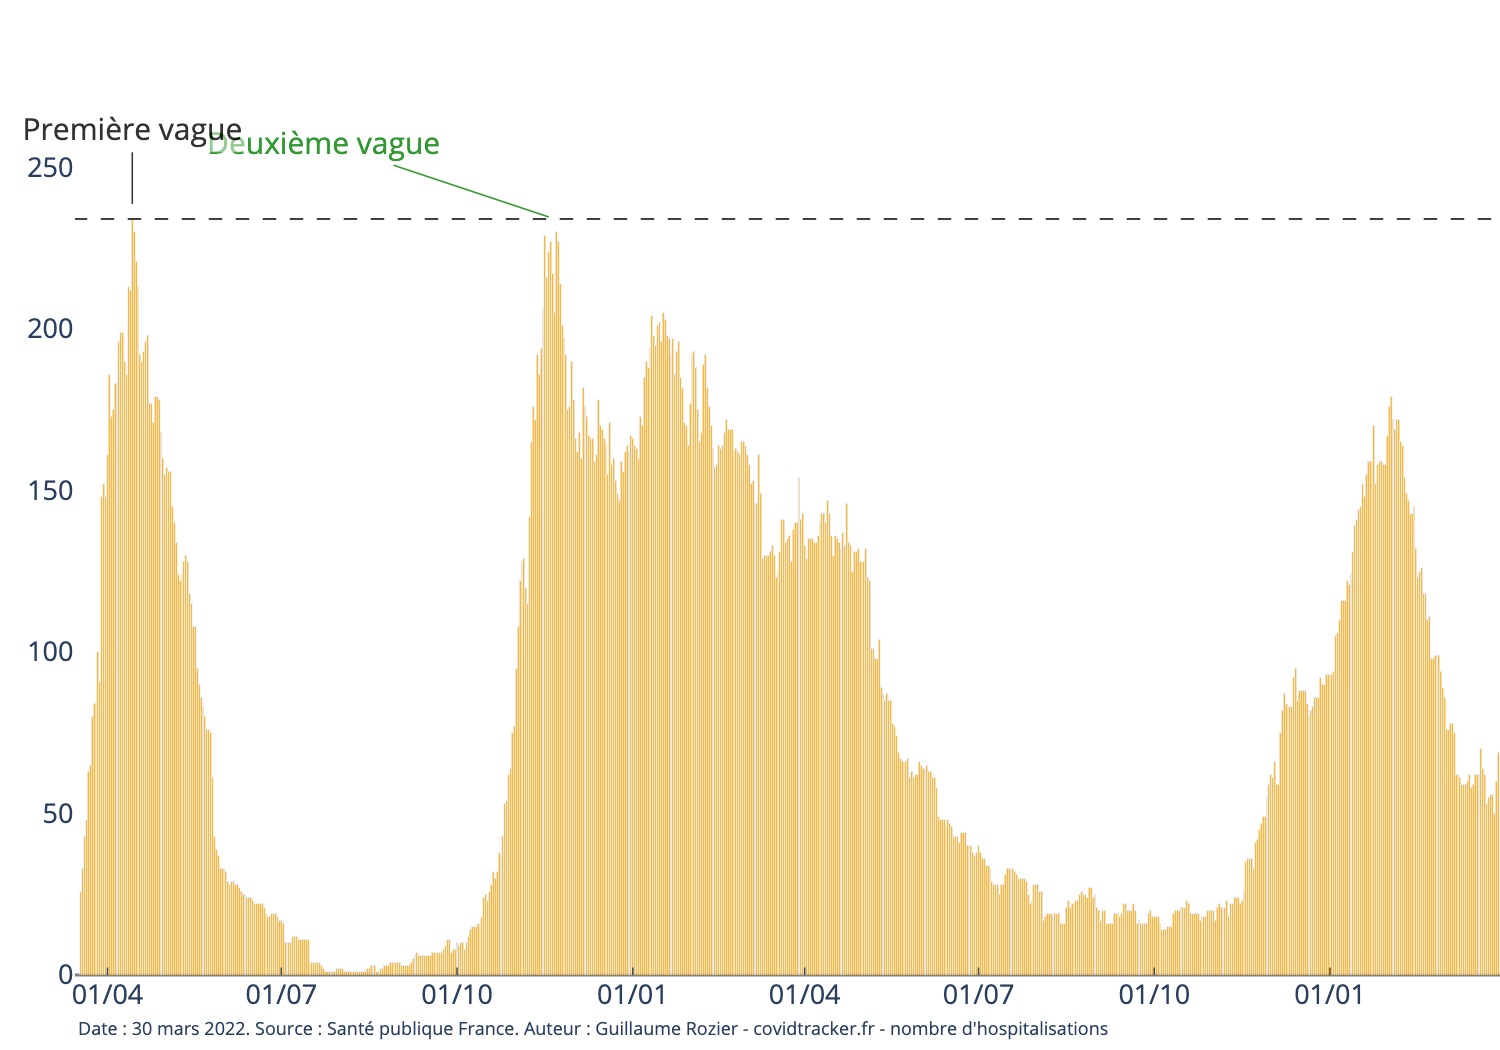 Première vague
Deuxième vague
250
200
150
100
50
0
01/04 01/07 01/10 01/01 01/04 01/07 01/10 01/01
Date : 30 mars 2022. Source : Santé publique France. Auteur : Guillaume Rozier - covidtracker.fr - nombre d'hospitalisations